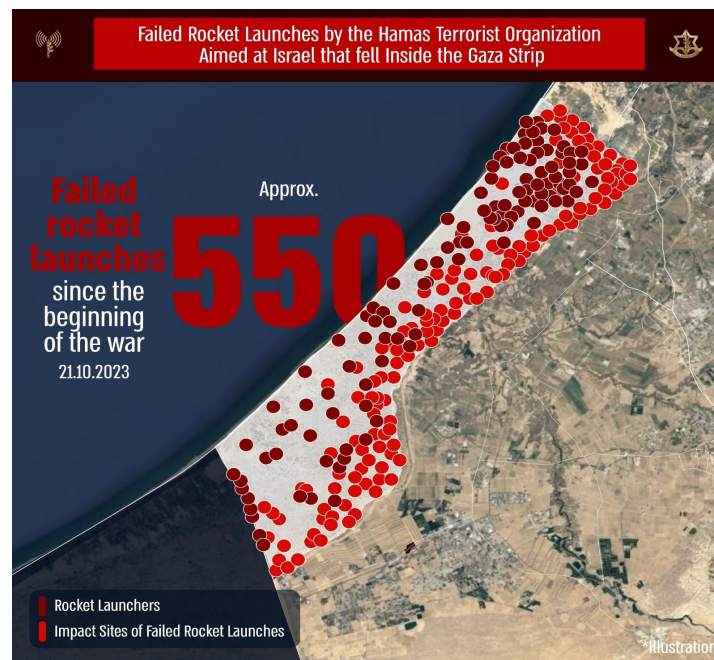 Failed Rocket Launches by the Hamas Terrorist Organization
Aimed at Israel that fell Inside the Gaza Strip
Failed
rocket
launches
since the
beginning
of the war
21.10.2023
Approx.
550
Rocket Launchers
Impact Sites of Failed Rocket Launches
*Illustration